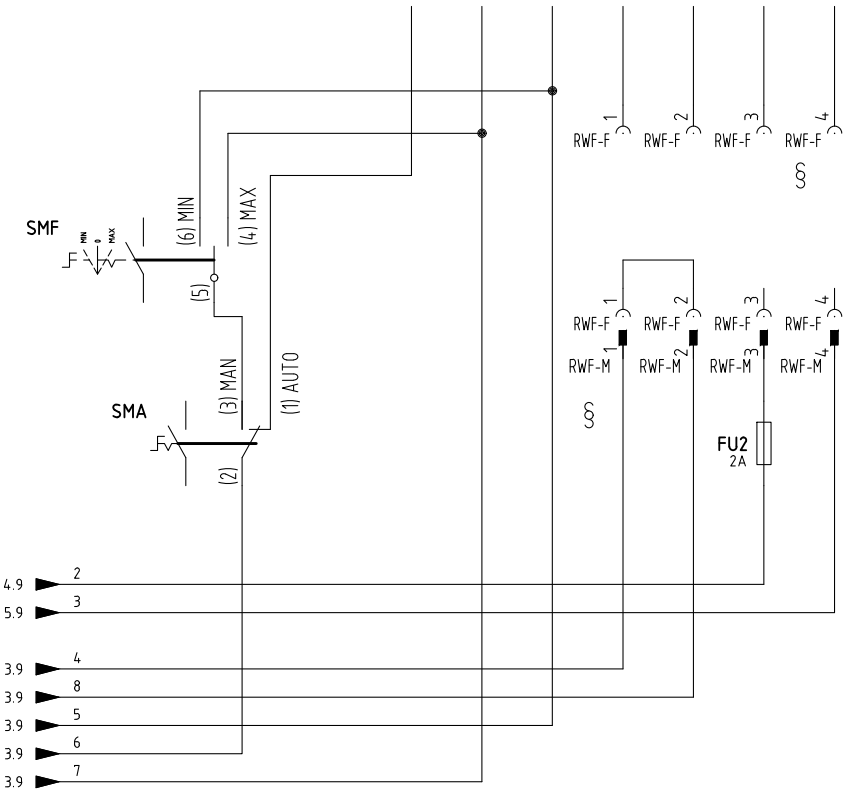 1 2 3 4
RWF-F RWF-F RWF-F RWF-F
§
(6) MIN
(4) MAX
SMF
MIN 0 MAX
(5)
1 2 3 4
RWF-F RWF-F RWF-F RWF-F
1 2 3 4
RWF-M RWF-M RWF-M RWF-M
(3) MAN
(1) AUTO
SMA
§
(2)
FU2
2A
4.9 2
5.9 3
3.9 4
3.9 8
3.9 5
3.9 6
3.9 7